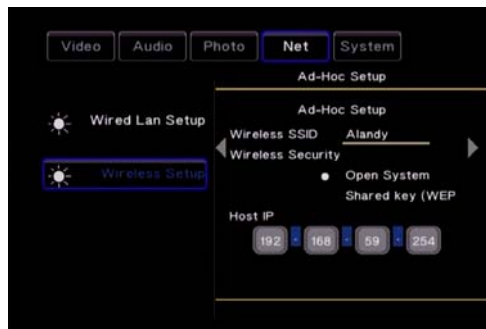 Video Audio Photo Net System
Ad-Hoc Setup
Wired Lan Setup
Wireless Setup
Ad-Hoc Setup
Wireless SSID Alandy
Wireless Security
Open System
Shared key (WEP
Host IP
192 . 168 . 59 . 254